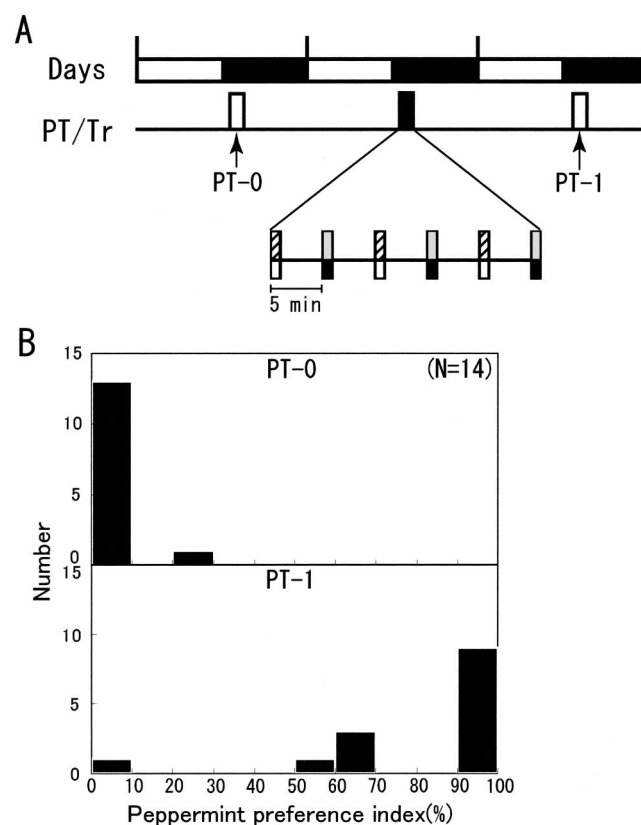 A
Days
PT/Tr
PT-0
PT-1
5 min
B
PT-0 (N=14)
15
10
5
0
PT-1
15
10
5
0
Number
0 10 20 30 40 50 60 70 80 90 100
Peppermint preference index(%)